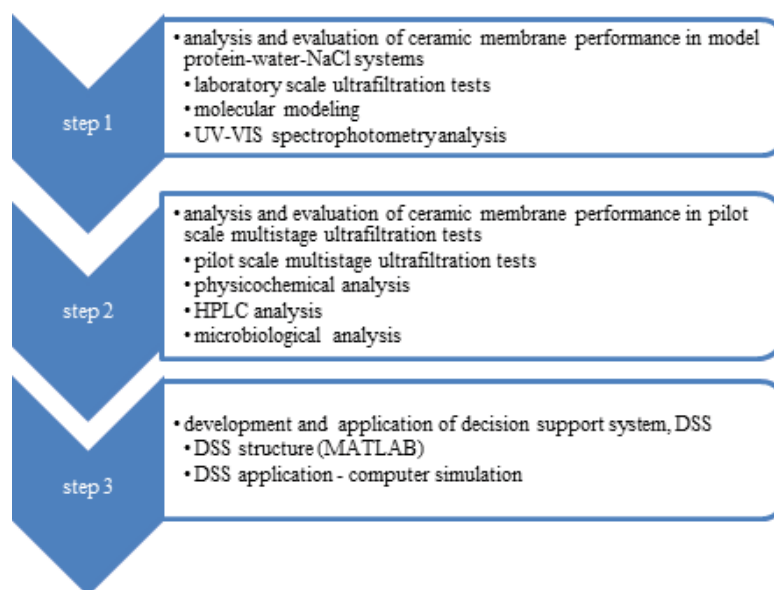 step 1
• analysis and evaluation of ceramic membrane performance in model
protein-water-NaCl systems
• laboratory scale ultrafiltration tests
• molecular modeling
• UV-VIS spectrophotometry analysis
step 2
• analysis and evaluation of ceramic membrane performance in pilot
scale multistage ultrafiltration tests
• pilot scale multistage ultrafiltration tests
• physicochemical analysis
• HPLC analysis
• microbiological analysis
step 3
• development and application of decision support system, DSS
• DSS structure (MATLAB)
• DSS application - computer simulation